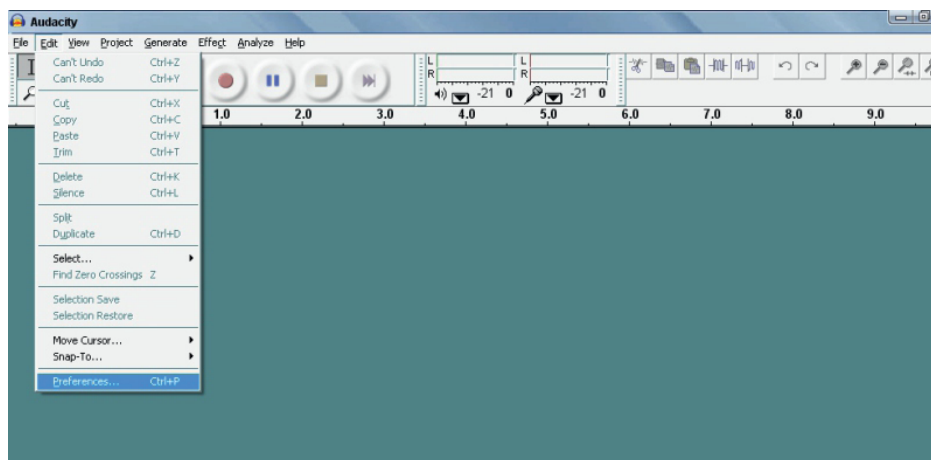 Audacity
File Edit View Project Generate Effect Analyze Help
Can't Undo Ctrl+Z
Can't Redo Ctrl+Y
Cut Ctrl+X
Copy Ctrl+C
Paste Ctrl+V
Trim Ctrl+T
Delete Ctrl+K
Silence Ctrl+L
Split
Duplicate Ctrl+D
Select...
Find Zero Crossings Z
Selection Save
Selection Restore
Move Cursor...
Snap-To...
Preferences... Ctrl+P
L L
R R
-21 0 -21 0
1.0 2.0 3.0 4.0 5.0 6.0 7.0 8.0 9.0